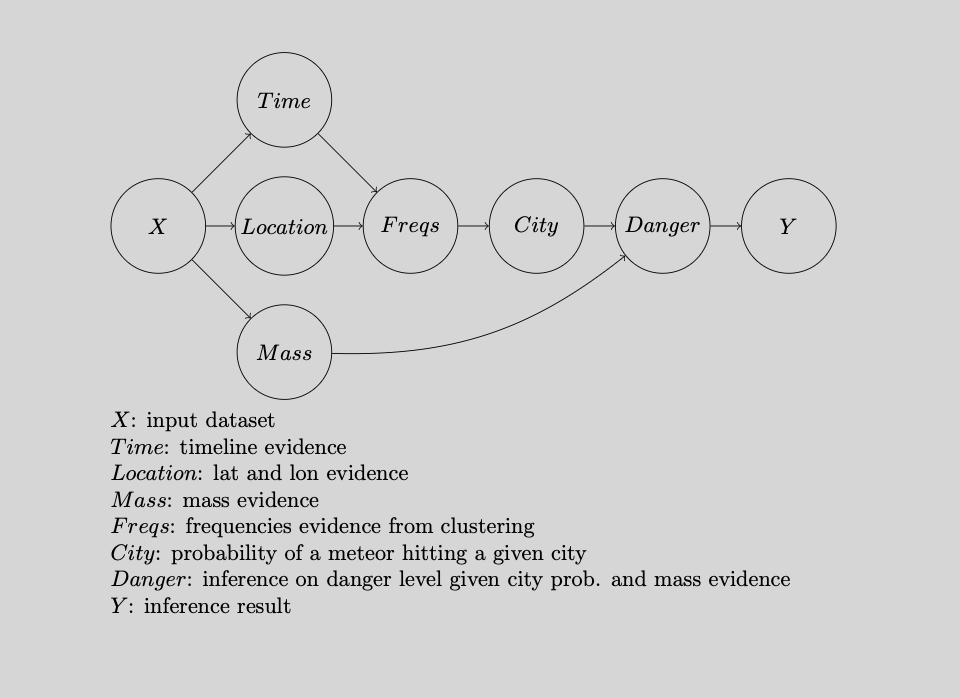 Time
X Location Freqs City Danger Y
Mass
X: input dataset
Time: timeline evidence
Location: lat and lon evidence
Mass: mass evidence
Freqs: frequencies evidence from clustering
City: probability of a meteor hitting a given city
Danger: inference on danger level given city prob. and mass evidence
Y: inference result